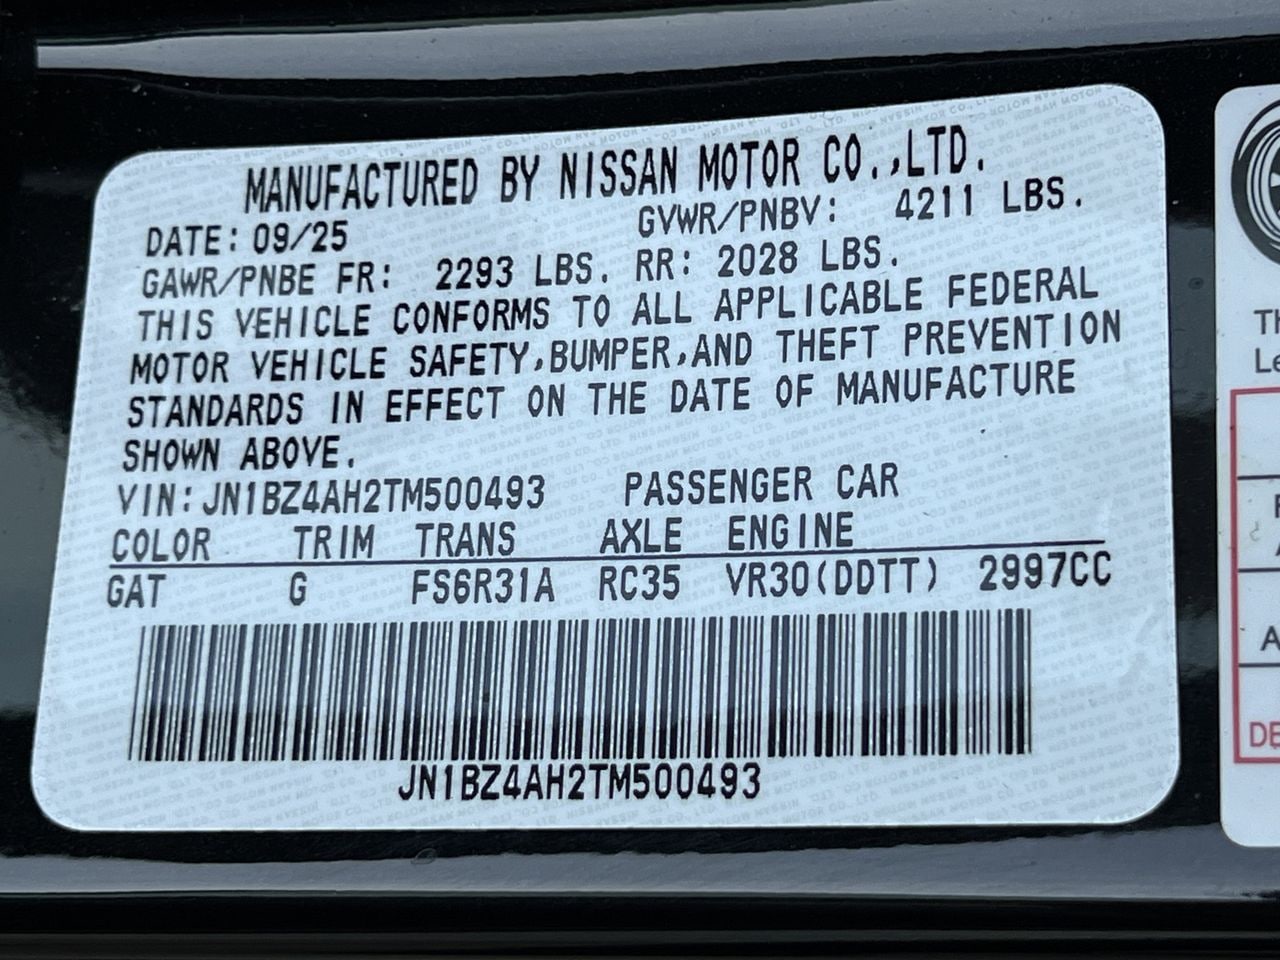 MANUFACTURED BY NISSAN MOTOR CO.,LTD.
DATE: 09/25 GVWR/PNBV: 4211 LBS.
GAWR/PNBE FR: 2293 LBS. RR: 2028 LBS.
THIS VEHICLE CONFORMS TO ALL APPLICABLE FEDERAL
MOTOR VEHICLE SAFETY,BUMPER,AND THEFT PREVENTION
STANDARDS IN EFFECT ON THE DATE OF MANUFACTURE
SHOWN ABOVE.
VIN: JN1BZ4AH2TM500493 PASSENGER CAR
COLOR TRIM TRANS AXLE ENGINE
GAT G FS6R31A RC35 VR30(DDTT) 2997CC
JN1BZ4AH2TM500493